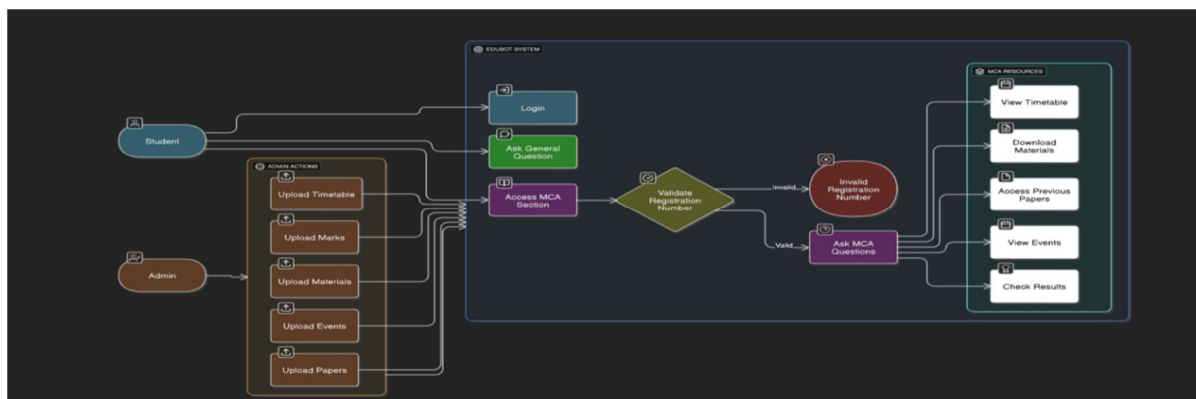 EDUBOT SYSTEM
MCA RESOURCES
Login
View Timetable
Student
Ask General
Question
Download
Materials
ADMIN ACTIONS
Upload Timetable
Access MCA
Section
Validate
Registration
Number
Invalid
Invalid
Registration
Number
Access Previous
Papers
Upload Marks
Valid
Ask MCA
Questions
View Events
Admin
Upload Materials
Check Results
Upload Events
Upload Papers